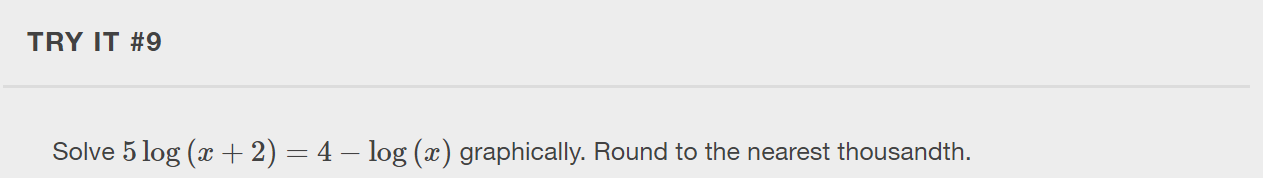 TRY IT #9
Solve 5 log (x + 2) = 4 − log (x) graphically. Round to the nearest thousandth.